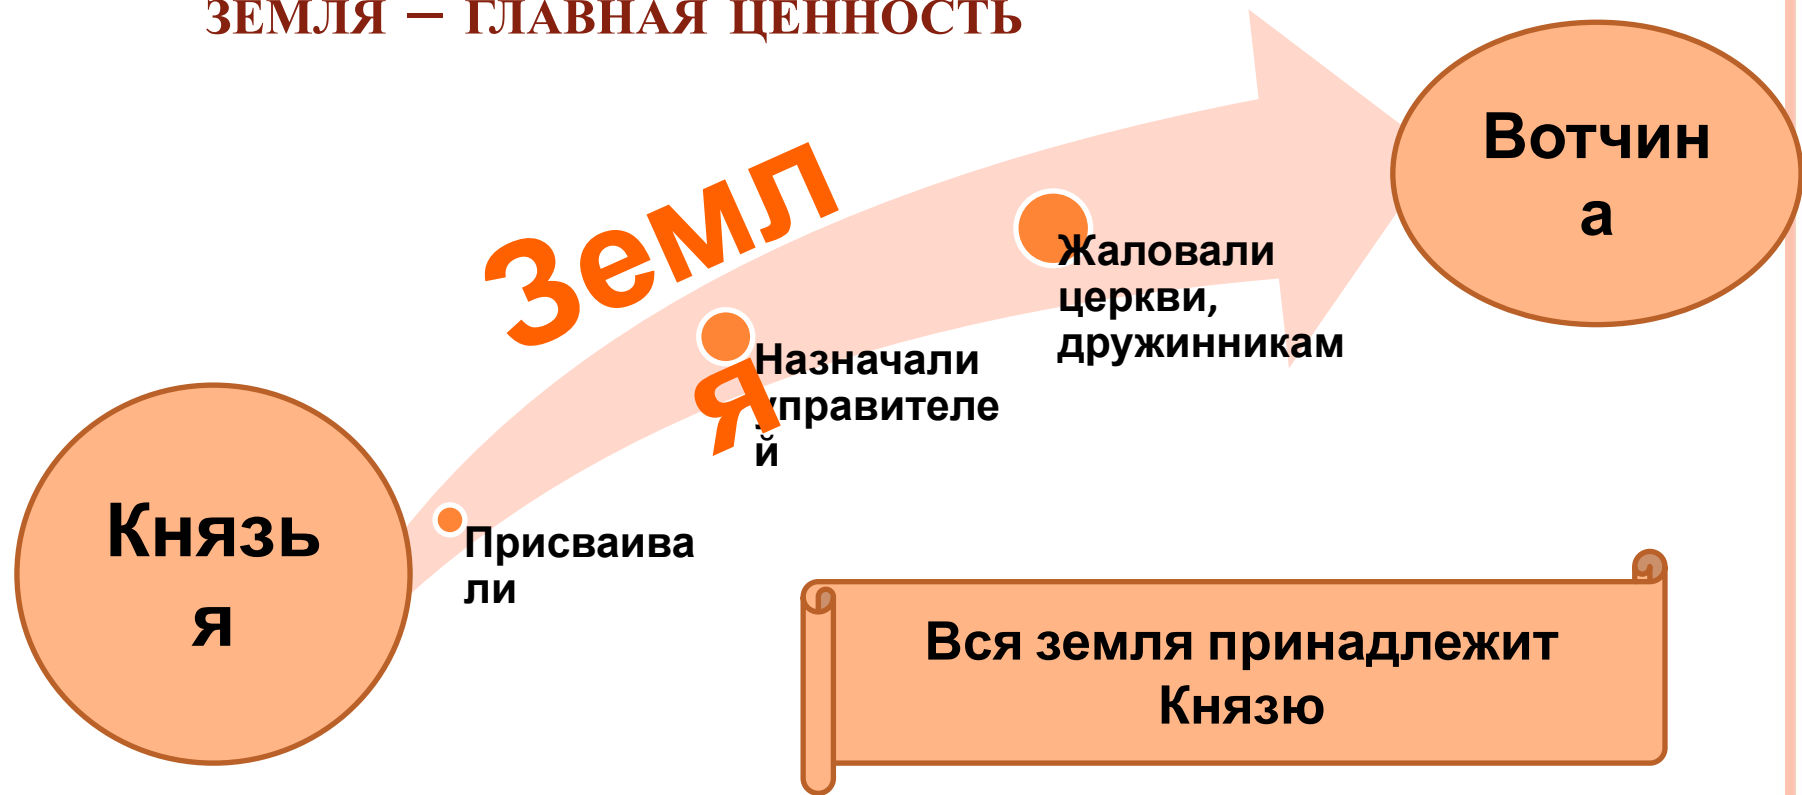 ЗЕМЛЯ – ГЛАВНАЯ ЦЕННОСТЬ
Вотчин
а
Земл
я
Жаловали
церкви,
дружинникам
Назначали
управителе
й
Князь
я
Присваива
ли
Вся земля принадлежит
Князю